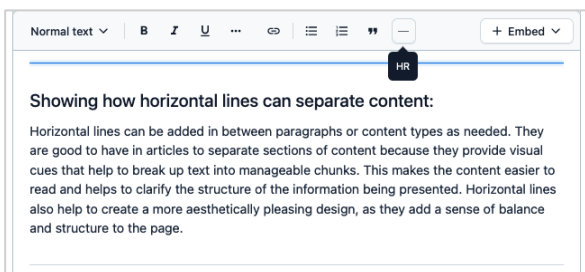 Normal text B I U ... ” — + Embed
HR
Showing how horizontal lines can separate content:
Horizontal lines can be added in between paragraphs or content types as needed. They
are good to have in articles to separate sections of content because they provide visual
cues that help to break up text into manageable chunks. This makes the content easier to
read and helps to clarify the structure of the information being presented. Horizontal lines
also help to create a more aesthetically pleasing design, as they add a sense of balance
and structure to the page.